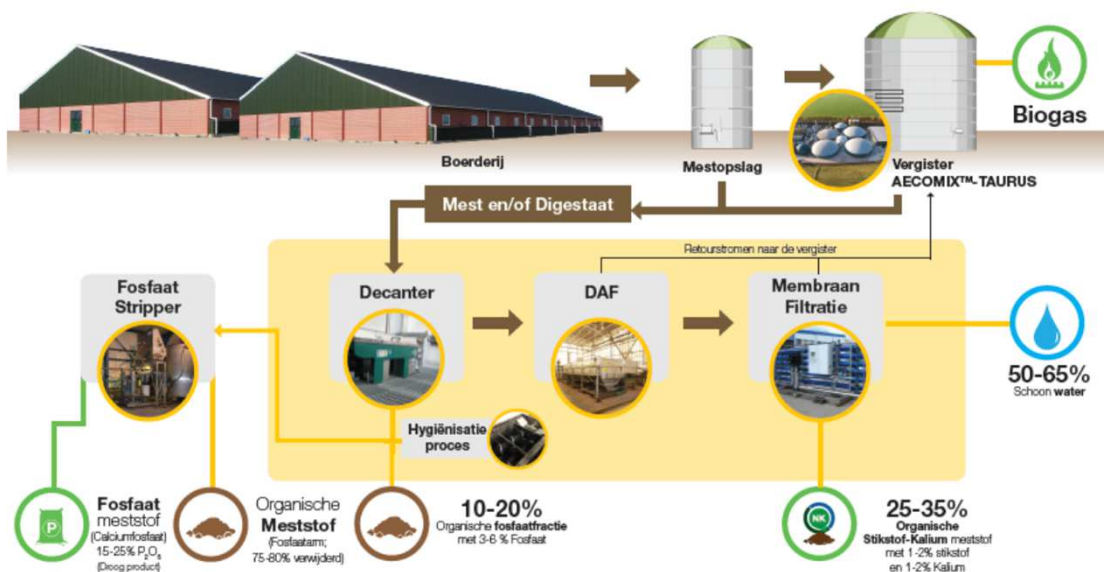 Biogas
Boerderij
Mestopslag
Vergister
AECOMIX™-TAURUS
Mest en/of Digestaat
Retourstromen naar de vergister
Fosfaat
Stripper
Decanter
DAF
Membraan
Filtratie
50-65%
Schoon water
Hygiënisatie
proces
Fosfaat
meststof
(Calciumfosfaat)
15-25% P₂O₅
(Droog product)
Organische
Meststof
(Fosfaatarm;
75-80% verwijderd)
10-20%
Organische fosfaatfractie
met 3-6 % Fosfaat
25-35%
Organische
Stikstof-Kalium meststof
met 1-2% stikstof
en 1-2% Kalium
P
NK